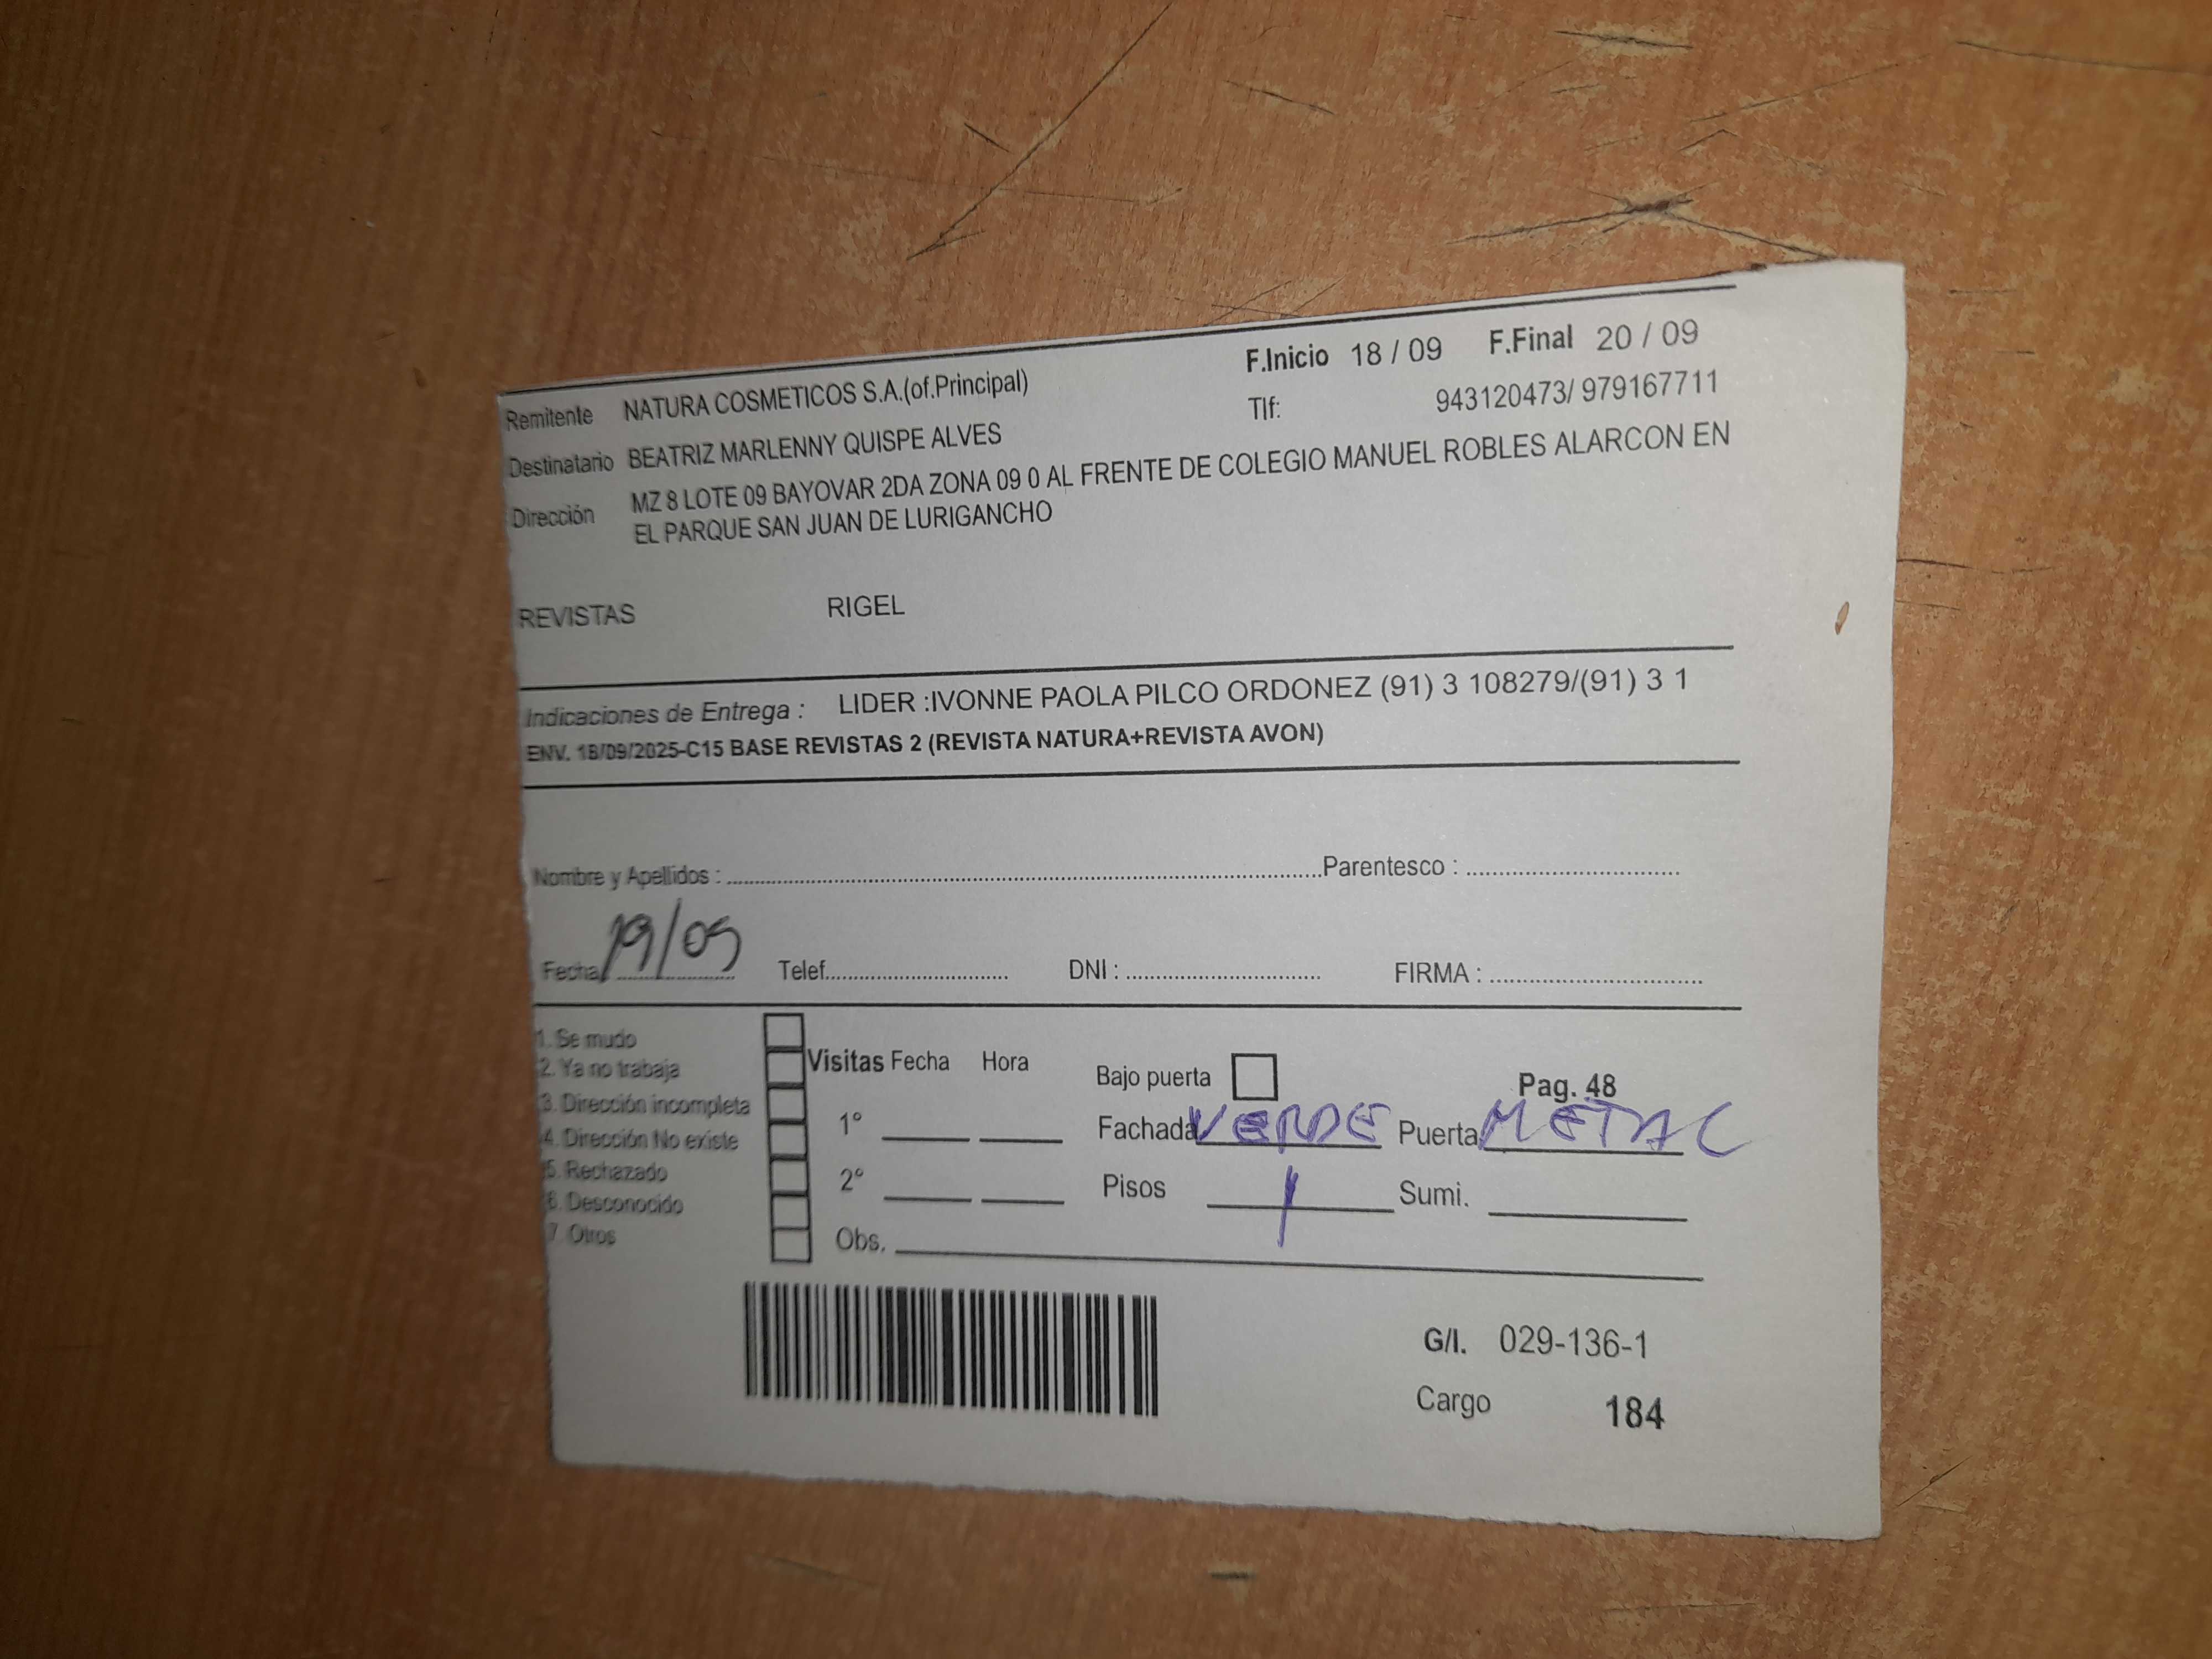 F.Inicio 18 / 09 F.Final 20 / 09
Remitente NATURA COSMETICOS S.A.(of.Principal)
Tlf: 943120473/ 979167711
Destinatario BEATRIZ MARLENNY QUISPE ALVES
Dirección MZ 8 LOTE 09 BAYOVAR 2DA ZONA 09 0 AL FRENTE DE COLEGIO MANUEL ROBLES ALARCON EN
EL PARQUE SAN JUAN DE LURIGANCHO
REVISTAS RIGEL
Indicaciones de Entrega : LIDER :IVONNE PAOLA PILCO ORDONEZ (91) 3 108279/(91) 3 1
ENV. 18/09/2025-C15 BASE REVISTAS 2 (REVISTA NATURA+REVISTA AVON)
Nombre y Apellidos : Parentesco :
Fecha 19/09 Telef. DNI : FIRMA :
1. Se mudo
2. Ya no trabaja
3. Dirección incompleta
4. Dirección No existe
5. Rechazado
6. Desconocido
7. Otros
Visitas Fecha Hora
1°
2°
Obs.
Bajo puerta Pag. 48
Fachada VERDE Puerta METAL
Pisos 1 Sumi.
G/I. 029-136-1
Cargo 184